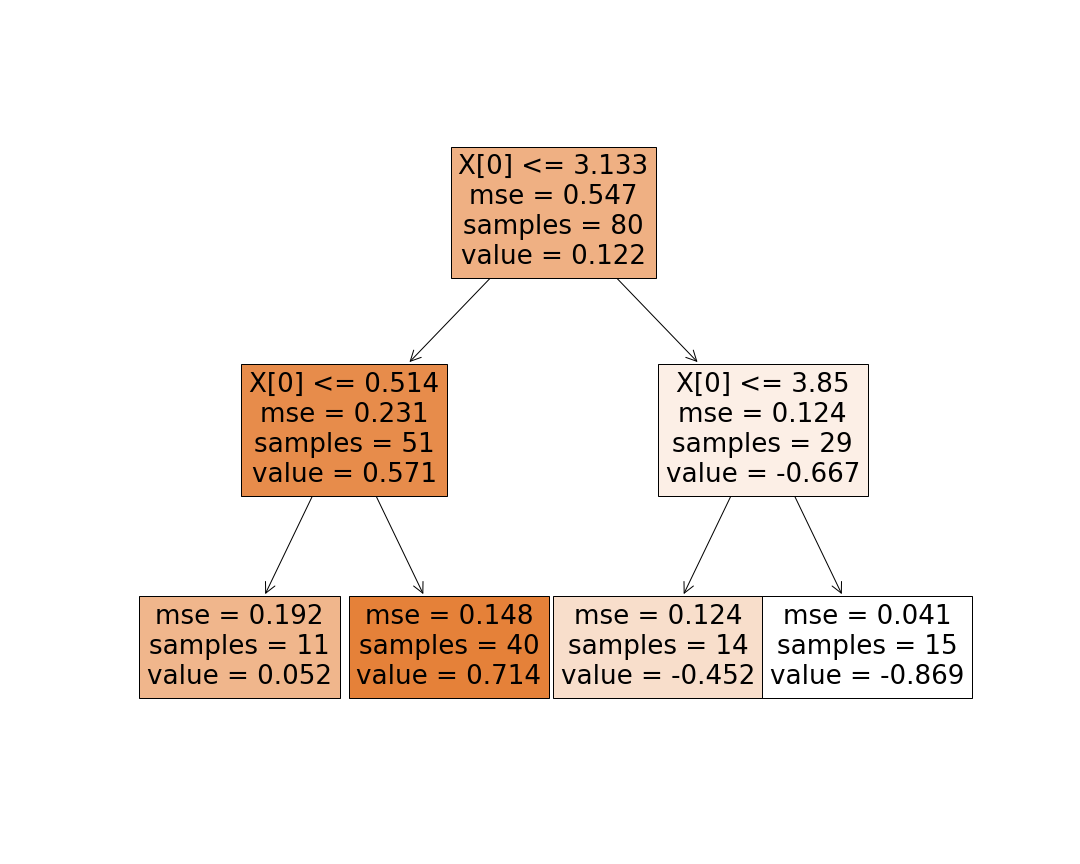 X[0] <= 3.133
mse = 0.547
samples = 80
value = 0.122
X[0] <= 0.514
mse = 0.231
samples = 51
value = 0.571
X[0] <= 3.85
mse = 0.124
samples = 29
value = -0.667
mse = 0.192
samples = 11
value = 0.052
mse = 0.148
samples = 40
value = 0.714
mse = 0.124
samples = 14
value = -0.452
mse = 0.041
samples = 15
value = -0.869